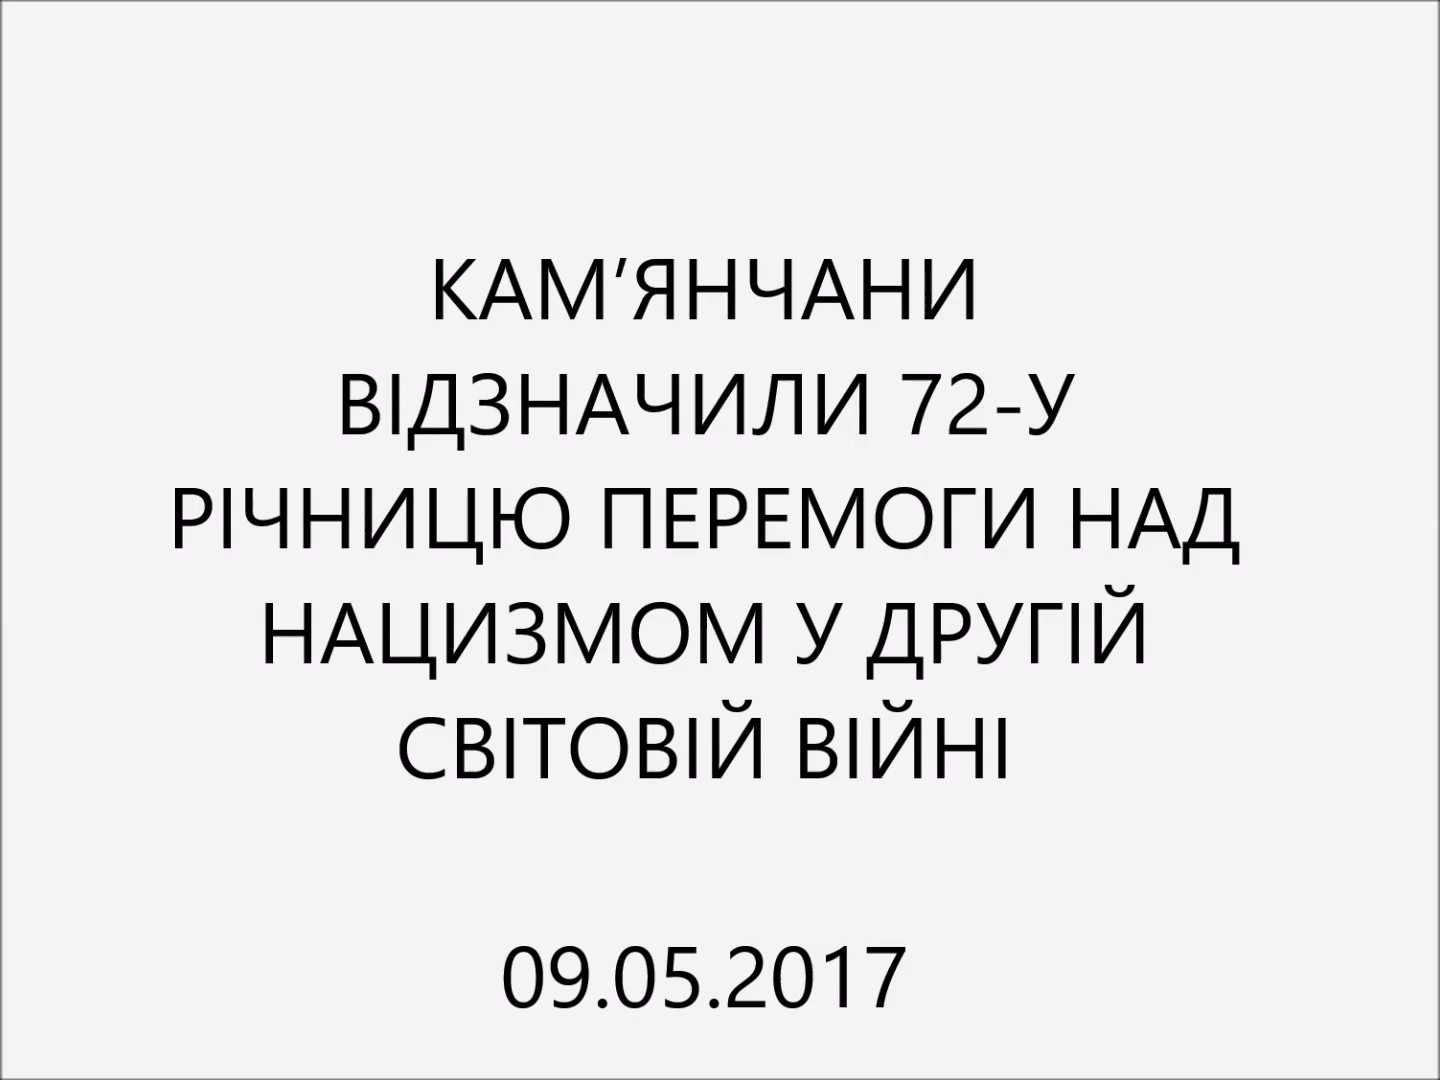 КАМ’ЯНЧАНИ
ВІДЗНАЧИЛИ 72-У
РІЧНИЦЮ ПЕРЕМОГИ НАД
НАЦИЗМОМ У ДРУГІЙ
СВІТОВІЙ ВІЙНІ
09.05.2017